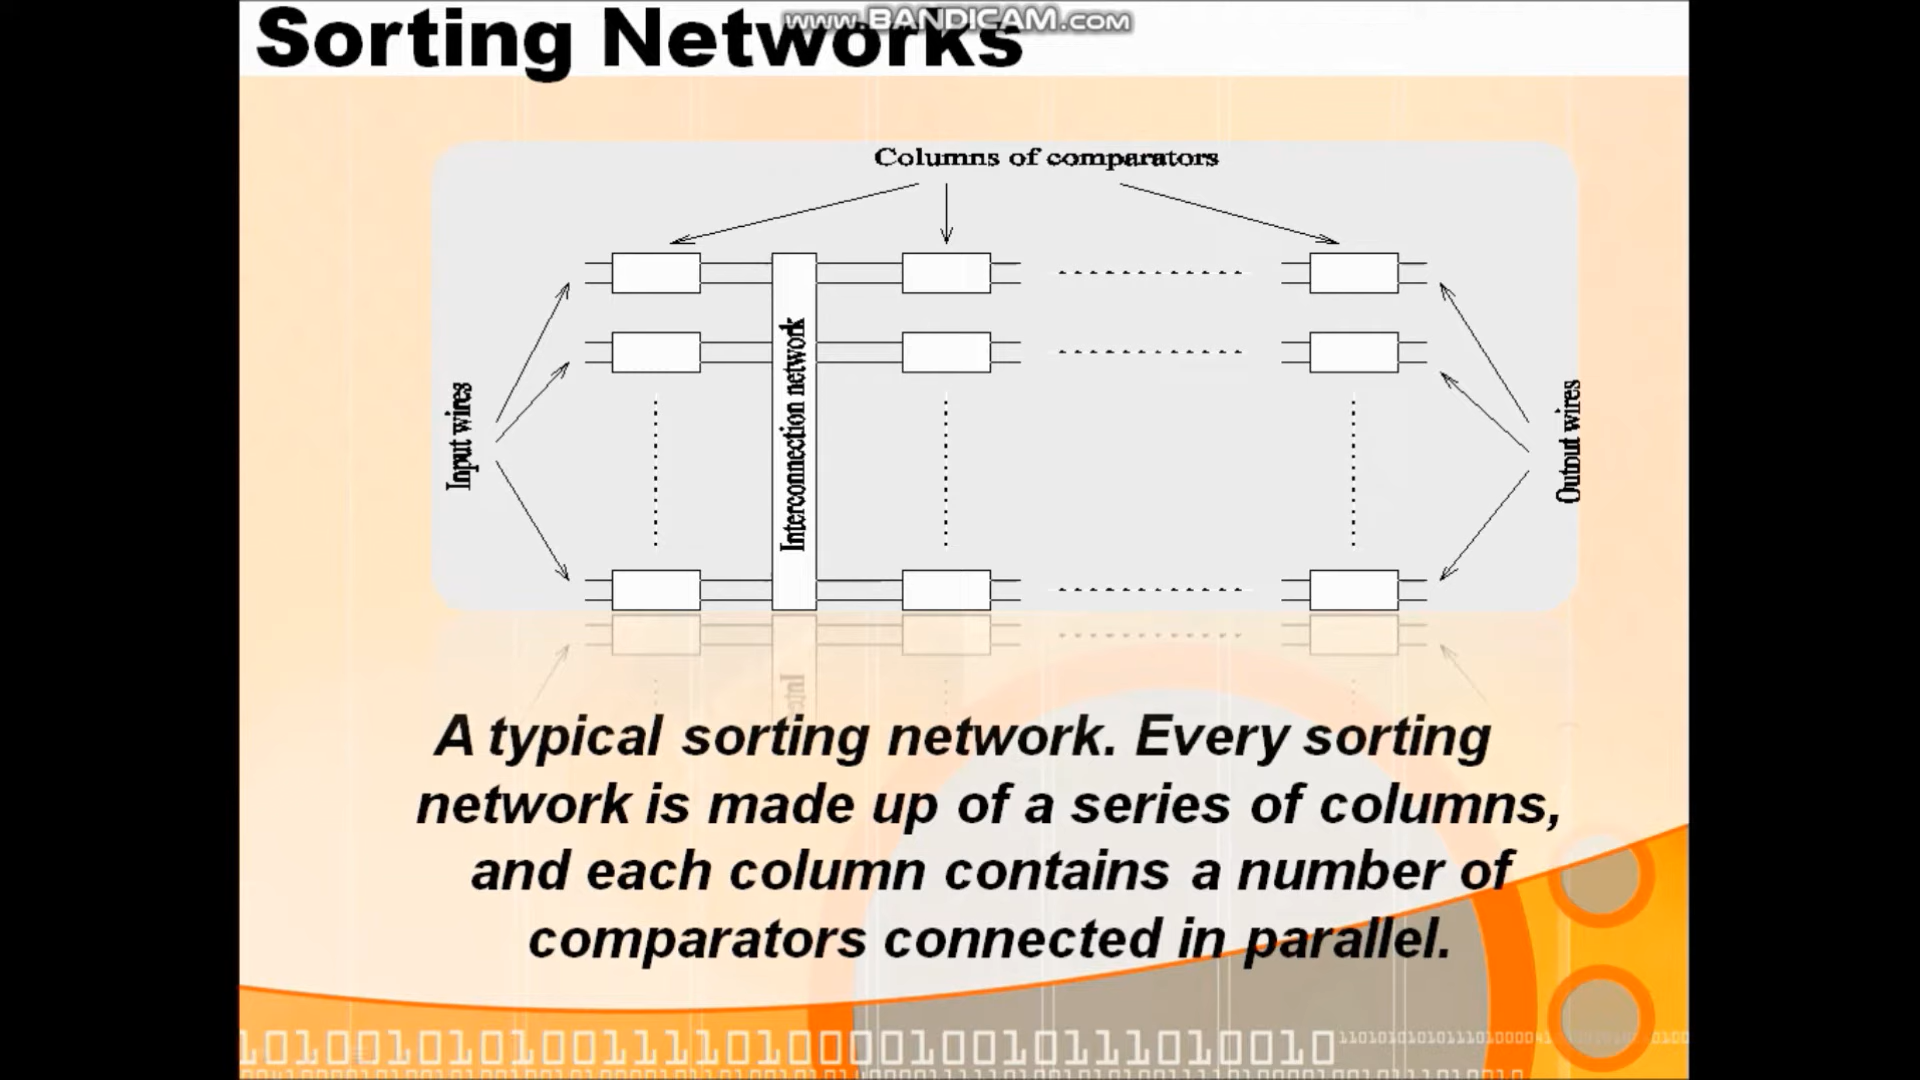 www.BANDICAM.com
Sorting Networks
Columns of comparators
Input wires
Interconnection network
Output wires
A typical sorting network. Every sorting
network is made up of a series of columns,
and each column contains a number of
comparators connected in parallel.
1010010101001111010000010010111010010